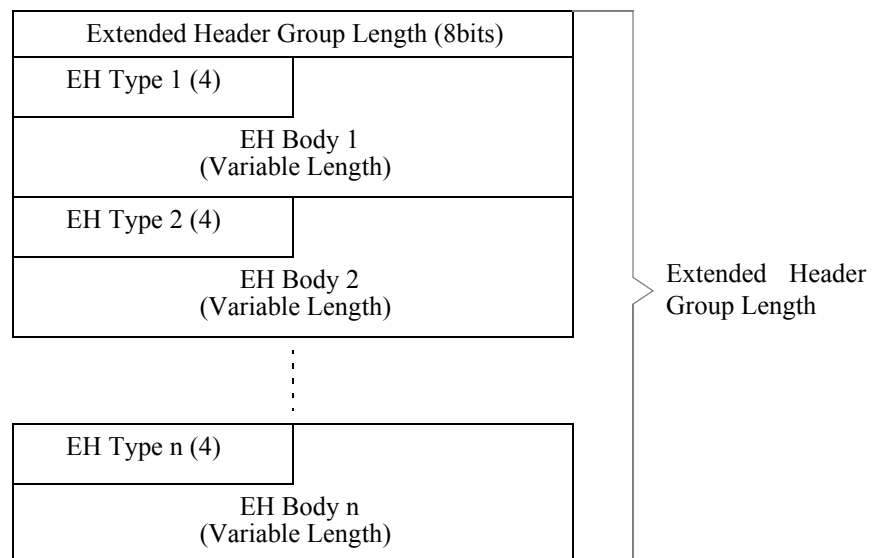 Extended Header Group Length (8bits)
EH Type 1 (4)
EH Body 1
(Variable Length)
EH Type 2 (4)
EH Body 2
(Variable Length)
Extended Header
Group Length
EH Type n (4)
EH Body n
(Variable Length)